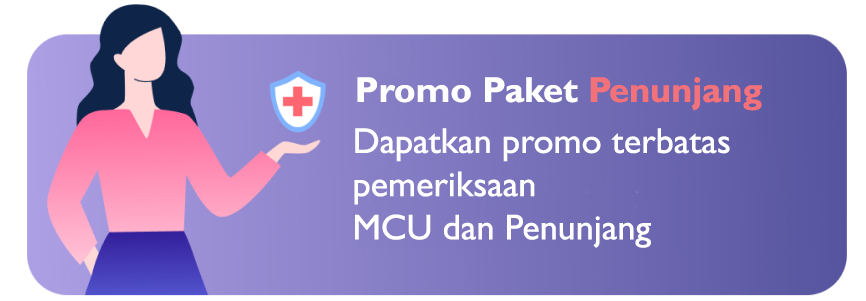 Promo Paket Penunjang
Dapatkan promo terbatas
pemeriksaan
MCU dan Penunjang